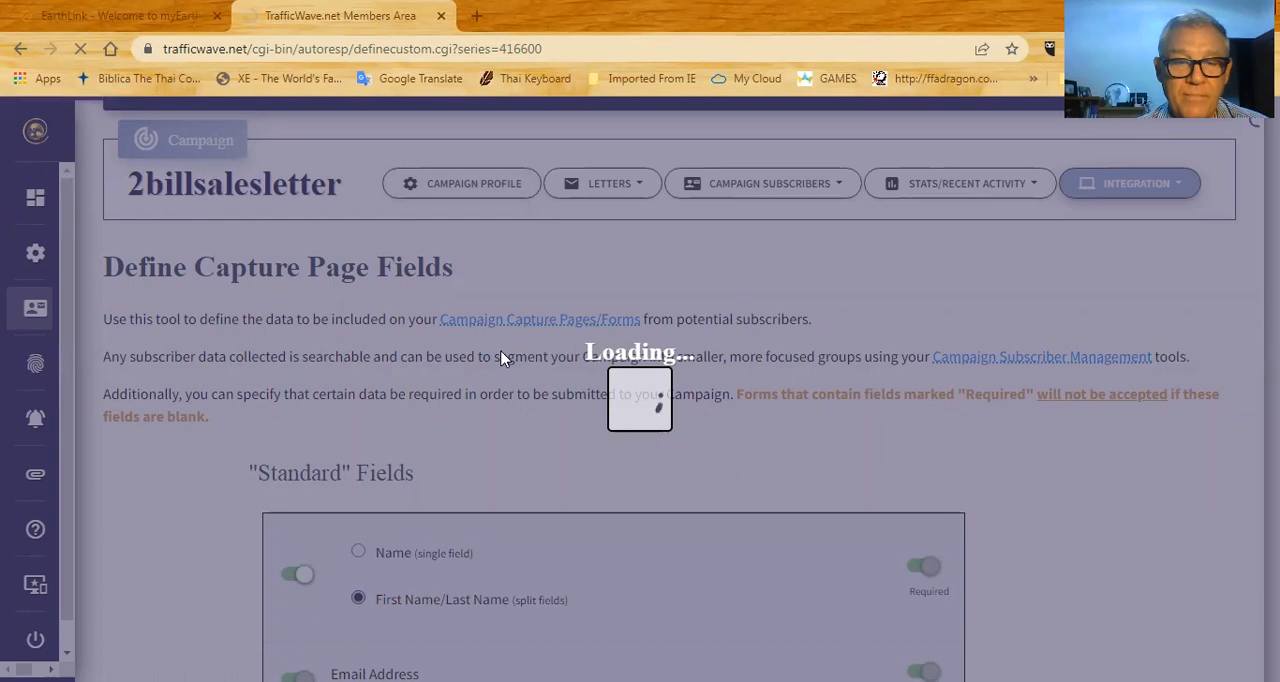 EarthLink - Welcome to myEarthl
TrafficWave.net Members Area
trafficwave.net/cgi-bin/autoresp/definecustom.cgi?series=416600
Apps
Biblica The Thai Co...
XE - The World's Fa...
Google Translate
Thai Keyboard
Imported From IE
My Cloud
GAMES
http://ffadragon.co...
»
Campaign
2billsalesletter
CAMPAIGN PROFILE
LETTERS
CAMPAIGN SUBSCRIBERS
STATS/RECENT ACTIVITY
INTEGRATION
Define Capture Page Fields
Use this tool to define the data to be included on your Campaign Capture Pages/Forms from potential subscribers.
Loading...
Any subscriber data collected is searchable and can be used to segment your smaller, more focused groups using your Campaign Subscriber Management tools.
Additionally, you can specify that certain data be required in order to be submitted to your Campaign. Forms that contain fields marked "Required" will not be accepted if these
fields are blank.
"Standard" Fields
Name (single field)
First Name/Last Name (split fields)
Required
Email Address